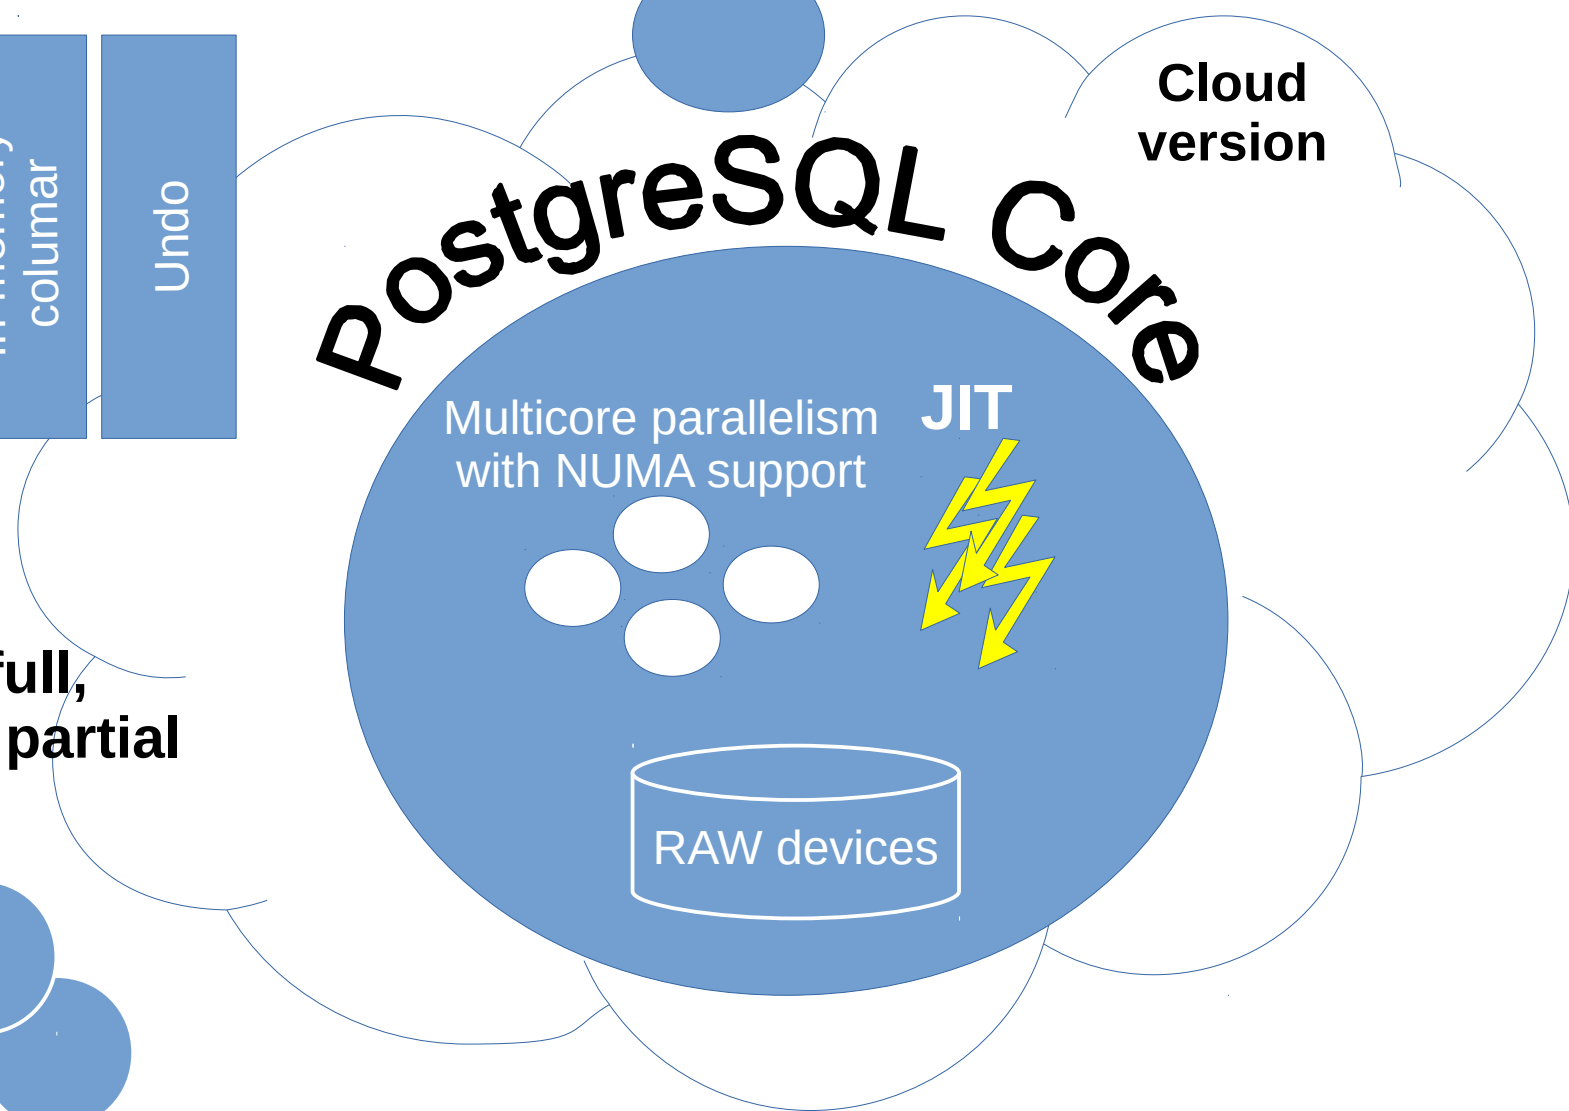 Cloud
version
PostgreSQL Core
columar
Undo
Multicore parallelism
with NUMA support
JIT
full,
partial
RAW devices